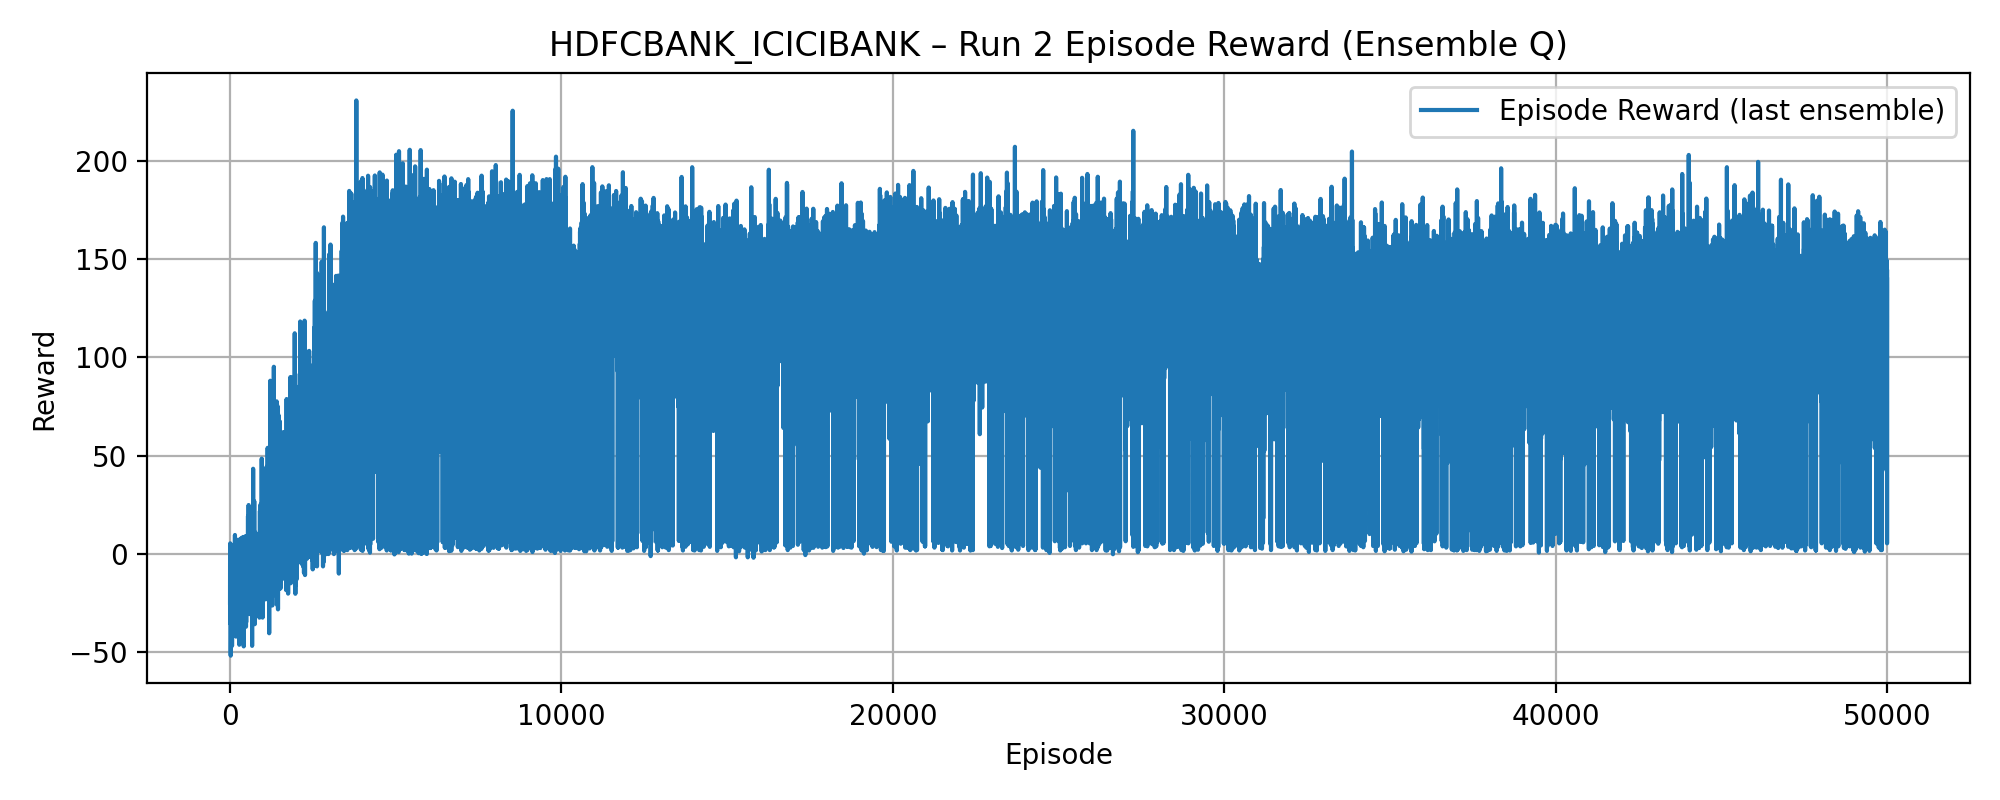 HDFCBANK_ICICIBANK – Run 2 Episode Reward (Ensemble Q)
Episode Reward (last ensemble)
200
150
100
50
0
−50
Reward
0 10000 20000 30000 40000 50000
Episode